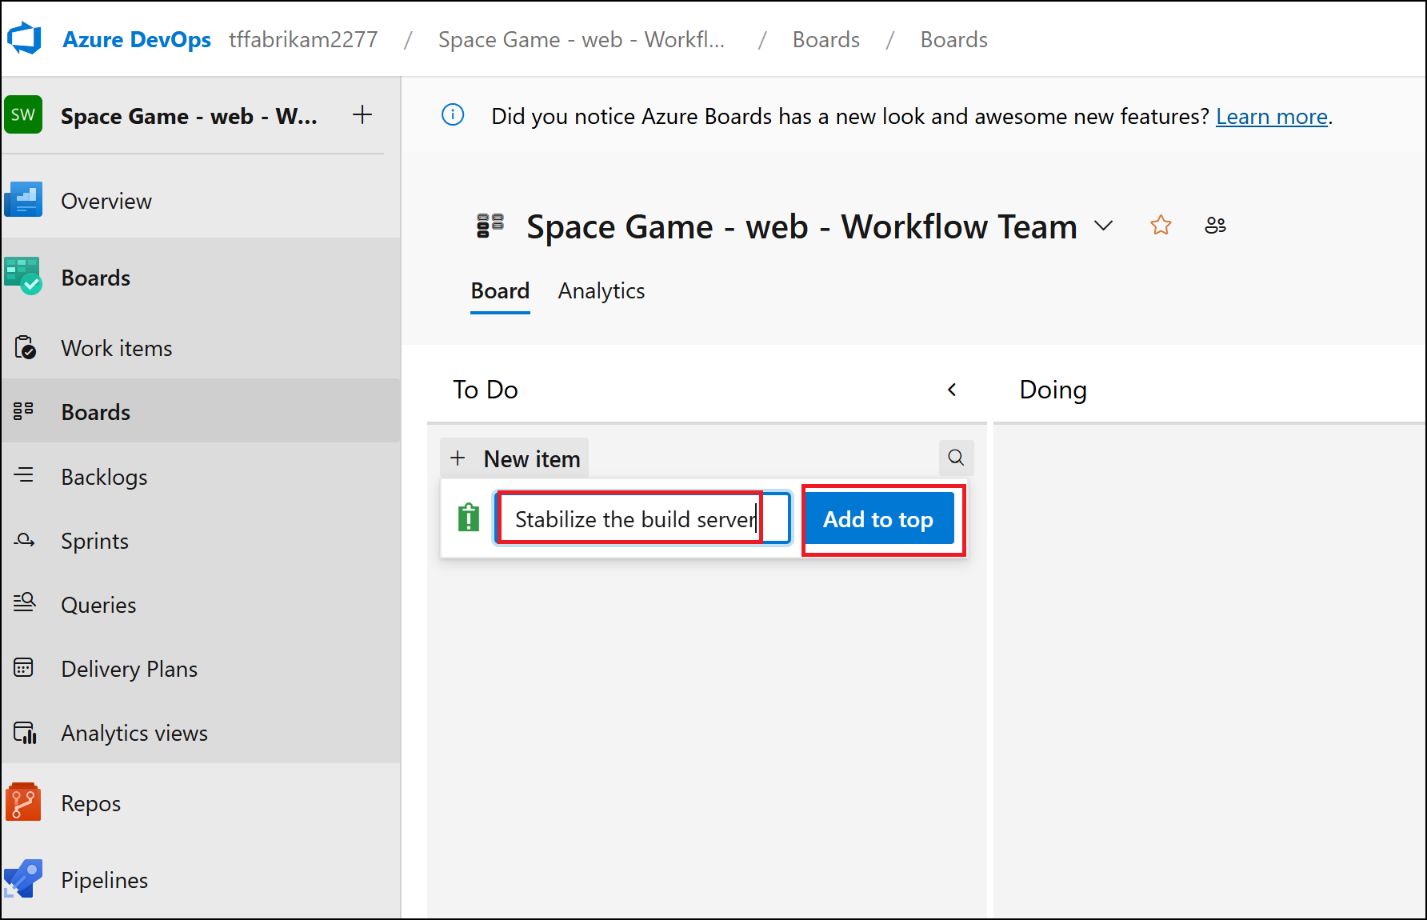 Azure DevOps tffabrikam2277 / Space Game - web - Workfl... / Boards / Boards
SW Space Game - web - W... +
Did you notice Azure Boards has a new look and awesome new features? Learn more.
Overview
Space Game - web - Workflow Team
Boards
Board Analytics
Work items
To Do Doing
Boards
+ New item
Backlogs
Stabilize the build server Add to top
Sprints
Queries
Delivery Plans
Analytics views
Repos
Pipelines